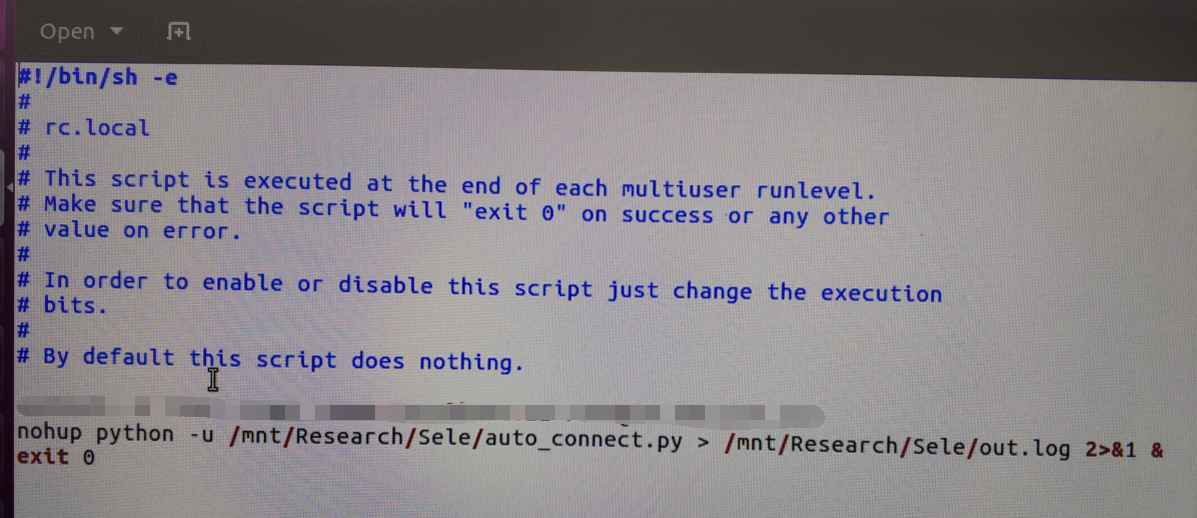 Open
#!/bin/sh -e
#
# rc.local
#
# This script is executed at the end of each multiuser runlevel.
# Make sure that the script will "exit 0" on success or any other
# value on error.
#
# In order to enable or disable this script just change the execution
# bits.
#
# By default this script does nothing.
nohup python -u /mnt/Research/Sele/auto_connect.py > /mnt/Research/Sele/out.log 2>&1 &
exit 0